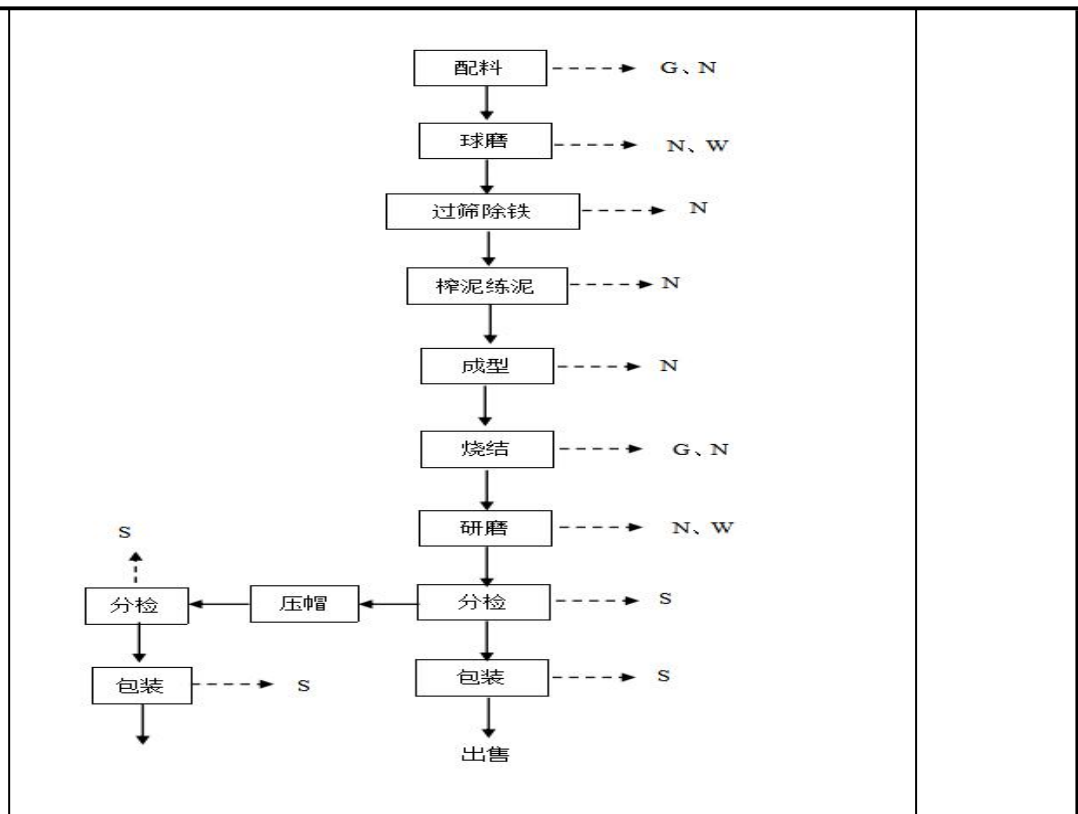 配料 G、N
球磨 N、W
过筛除铁 N
榨泥练泥 N
成型 N
烧结 G、N
研磨 N、W
S
分检 压帽 分检 S
包装 S 包装 S
出售